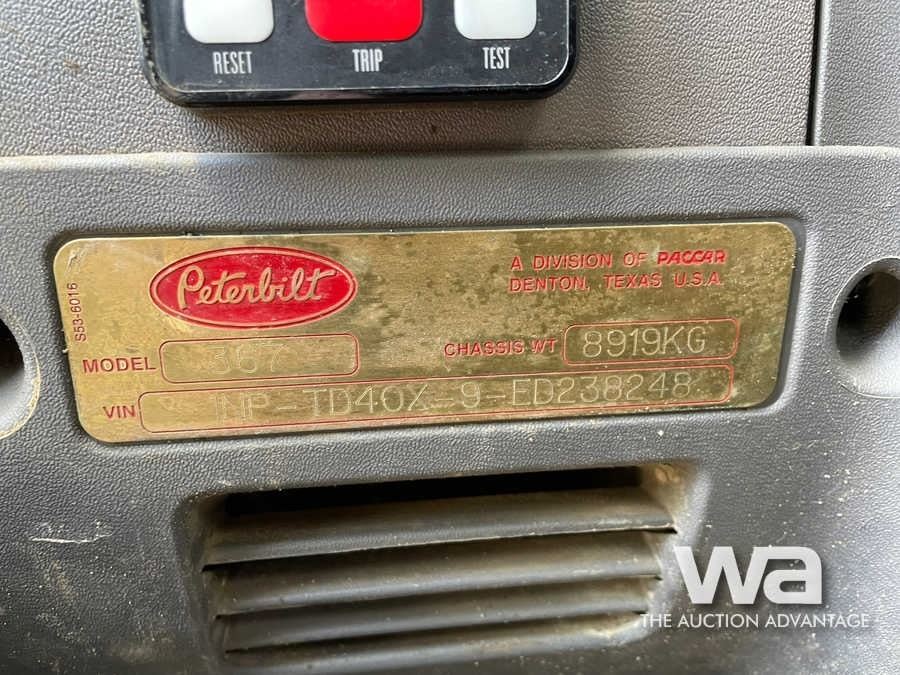 RESET TRIP TEST
S53-6016
Peterbilt
A DIVISION OF PACCAR
DENTON, TEXAS U.S.A.
MODEL 367
CHASSIS WT 8919KG
VIN 1NP-TD40X-9-ED238248
wa
THE AUCTION ADVANTAGE